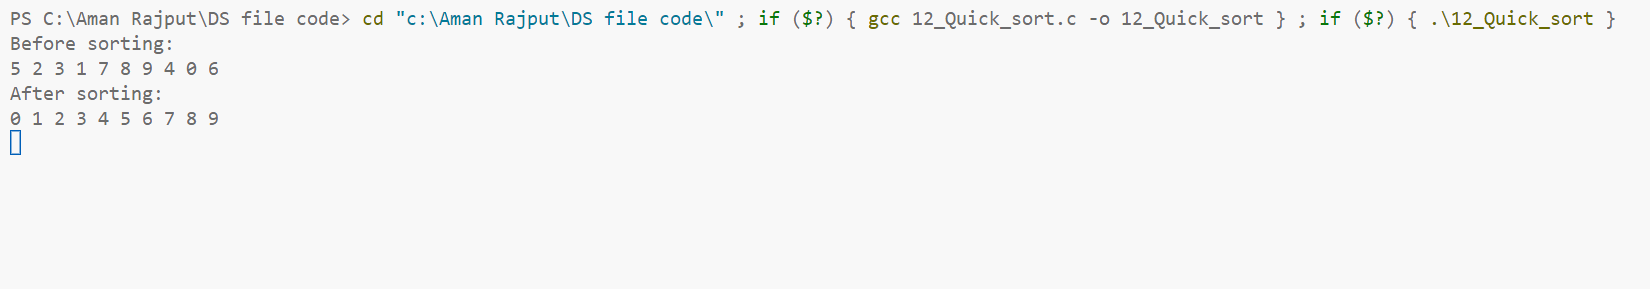 PS C:\Aman Rajput\DS file code> cd "c:\Aman Rajput\DS file code\" ; if ($?) { gcc 12_Quick_sort.c -o 12_Quick_sort } ; if ($?) { .\12_Quick_sort }
Before sorting:
5 2 3 1 7 8 9 4 0 6
After sorting:
0 1 2 3 4 5 6 7 8 9